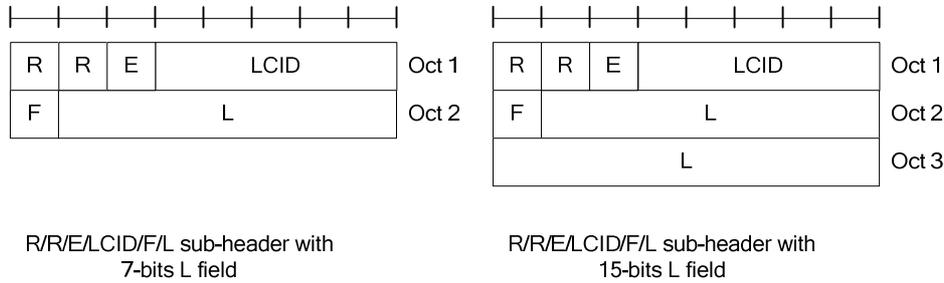 R R E LCID Oct 1
F L Oct 2
R/R/E/LCID/F/L sub-header with
7-bits L field
R R E LCID Oct 1
F L Oct 2
L Oct 3
R/R/E/LCID/F/L sub-header with
15-bits L field